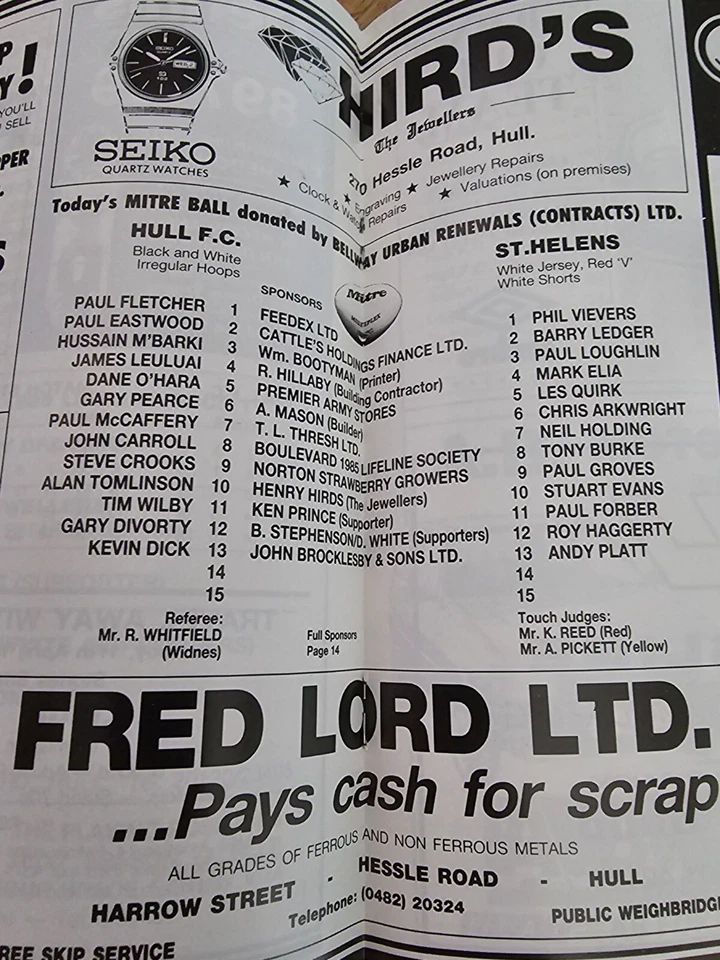 P
Y!
YOU'LL
SELL
PER
SEIKO
QUARTZ WATCHES
HIRD'S
The Jewellers
270 Hessle Road, Hull.
★ Clock & Watch Repairs
★ Engraving ★ Jewellery Repairs
★ Valuations (on premises)
Today's MITRE BALL donated by BELLWAY URBAN RENEWALS (CONTRACTS) LTD.
HULL F.C.
Black and White
Irregular Hoops
ST.HELENS
White Jersey, Red 'V'
White Shorts
SPONSORS
Mitre
MULTIPLEX
PAUL FLETCHER 1 FEEDEX LTD
PAUL EASTWOOD 2 CATTLE'S HOLDINGS FINANCE LTD.
HUSSAIN M'BARKI 3 Wm. BOOTYMAN (Printer)
JAMES LEULUAI 4 R. HILLABY (Building Contractor)
DANE O'HARA 5 PREMIER ARMY STORES
GARY PEARCE 6 A. MASON (Builder)
PAUL McCAFFERY 7 T. L. THRESH LTD.
JOHN CARROLL 8 BOULEVARD 1985 LIFELINE SOCIETY
STEVE CROOKS 9 NORTON STRAWBERRY GROWERS
ALAN TOMLINSON 10 HENRY HIRDS (The Jewellers)
TIM WILBY 11 KEN PRINCE (Supporter)
GARY DIVORTY 12 B. STEPHENSON/D. WHITE (Supporters)
KEVIN DICK 13 JOHN BROCKLESBY & SONS LTD.
14
15
1 PHIL VIEVERS
2 BARRY LEDGER
3 PAUL LOUGHLIN
4 MARK ELIA
5 LES QUIRK
6 CHRIS ARKWRIGHT
7 NEIL HOLDING
8 TONY BURKE
9 PAUL GROVES
10 STUART EVANS
11 PAUL FORBER
12 ROY HAGGERTY
13 ANDY PLATT
14
15
Referee:
Mr. R. WHITFIELD
(Widnes)
Full Sponsors
Page 14
Touch Judges:
Mr. K. REED (Red)
Mr. A. PICKETT (Yellow)
FRED LORD LTD.
...Pays cash for scrap
ALL GRADES OF FERROUS AND NON FERROUS METALS
HARROW STREET - HESSLE ROAD - HULL
Telephone: (0482) 20324
PUBLIC WEIGHBRIDGE
REE SKIP SERVICE